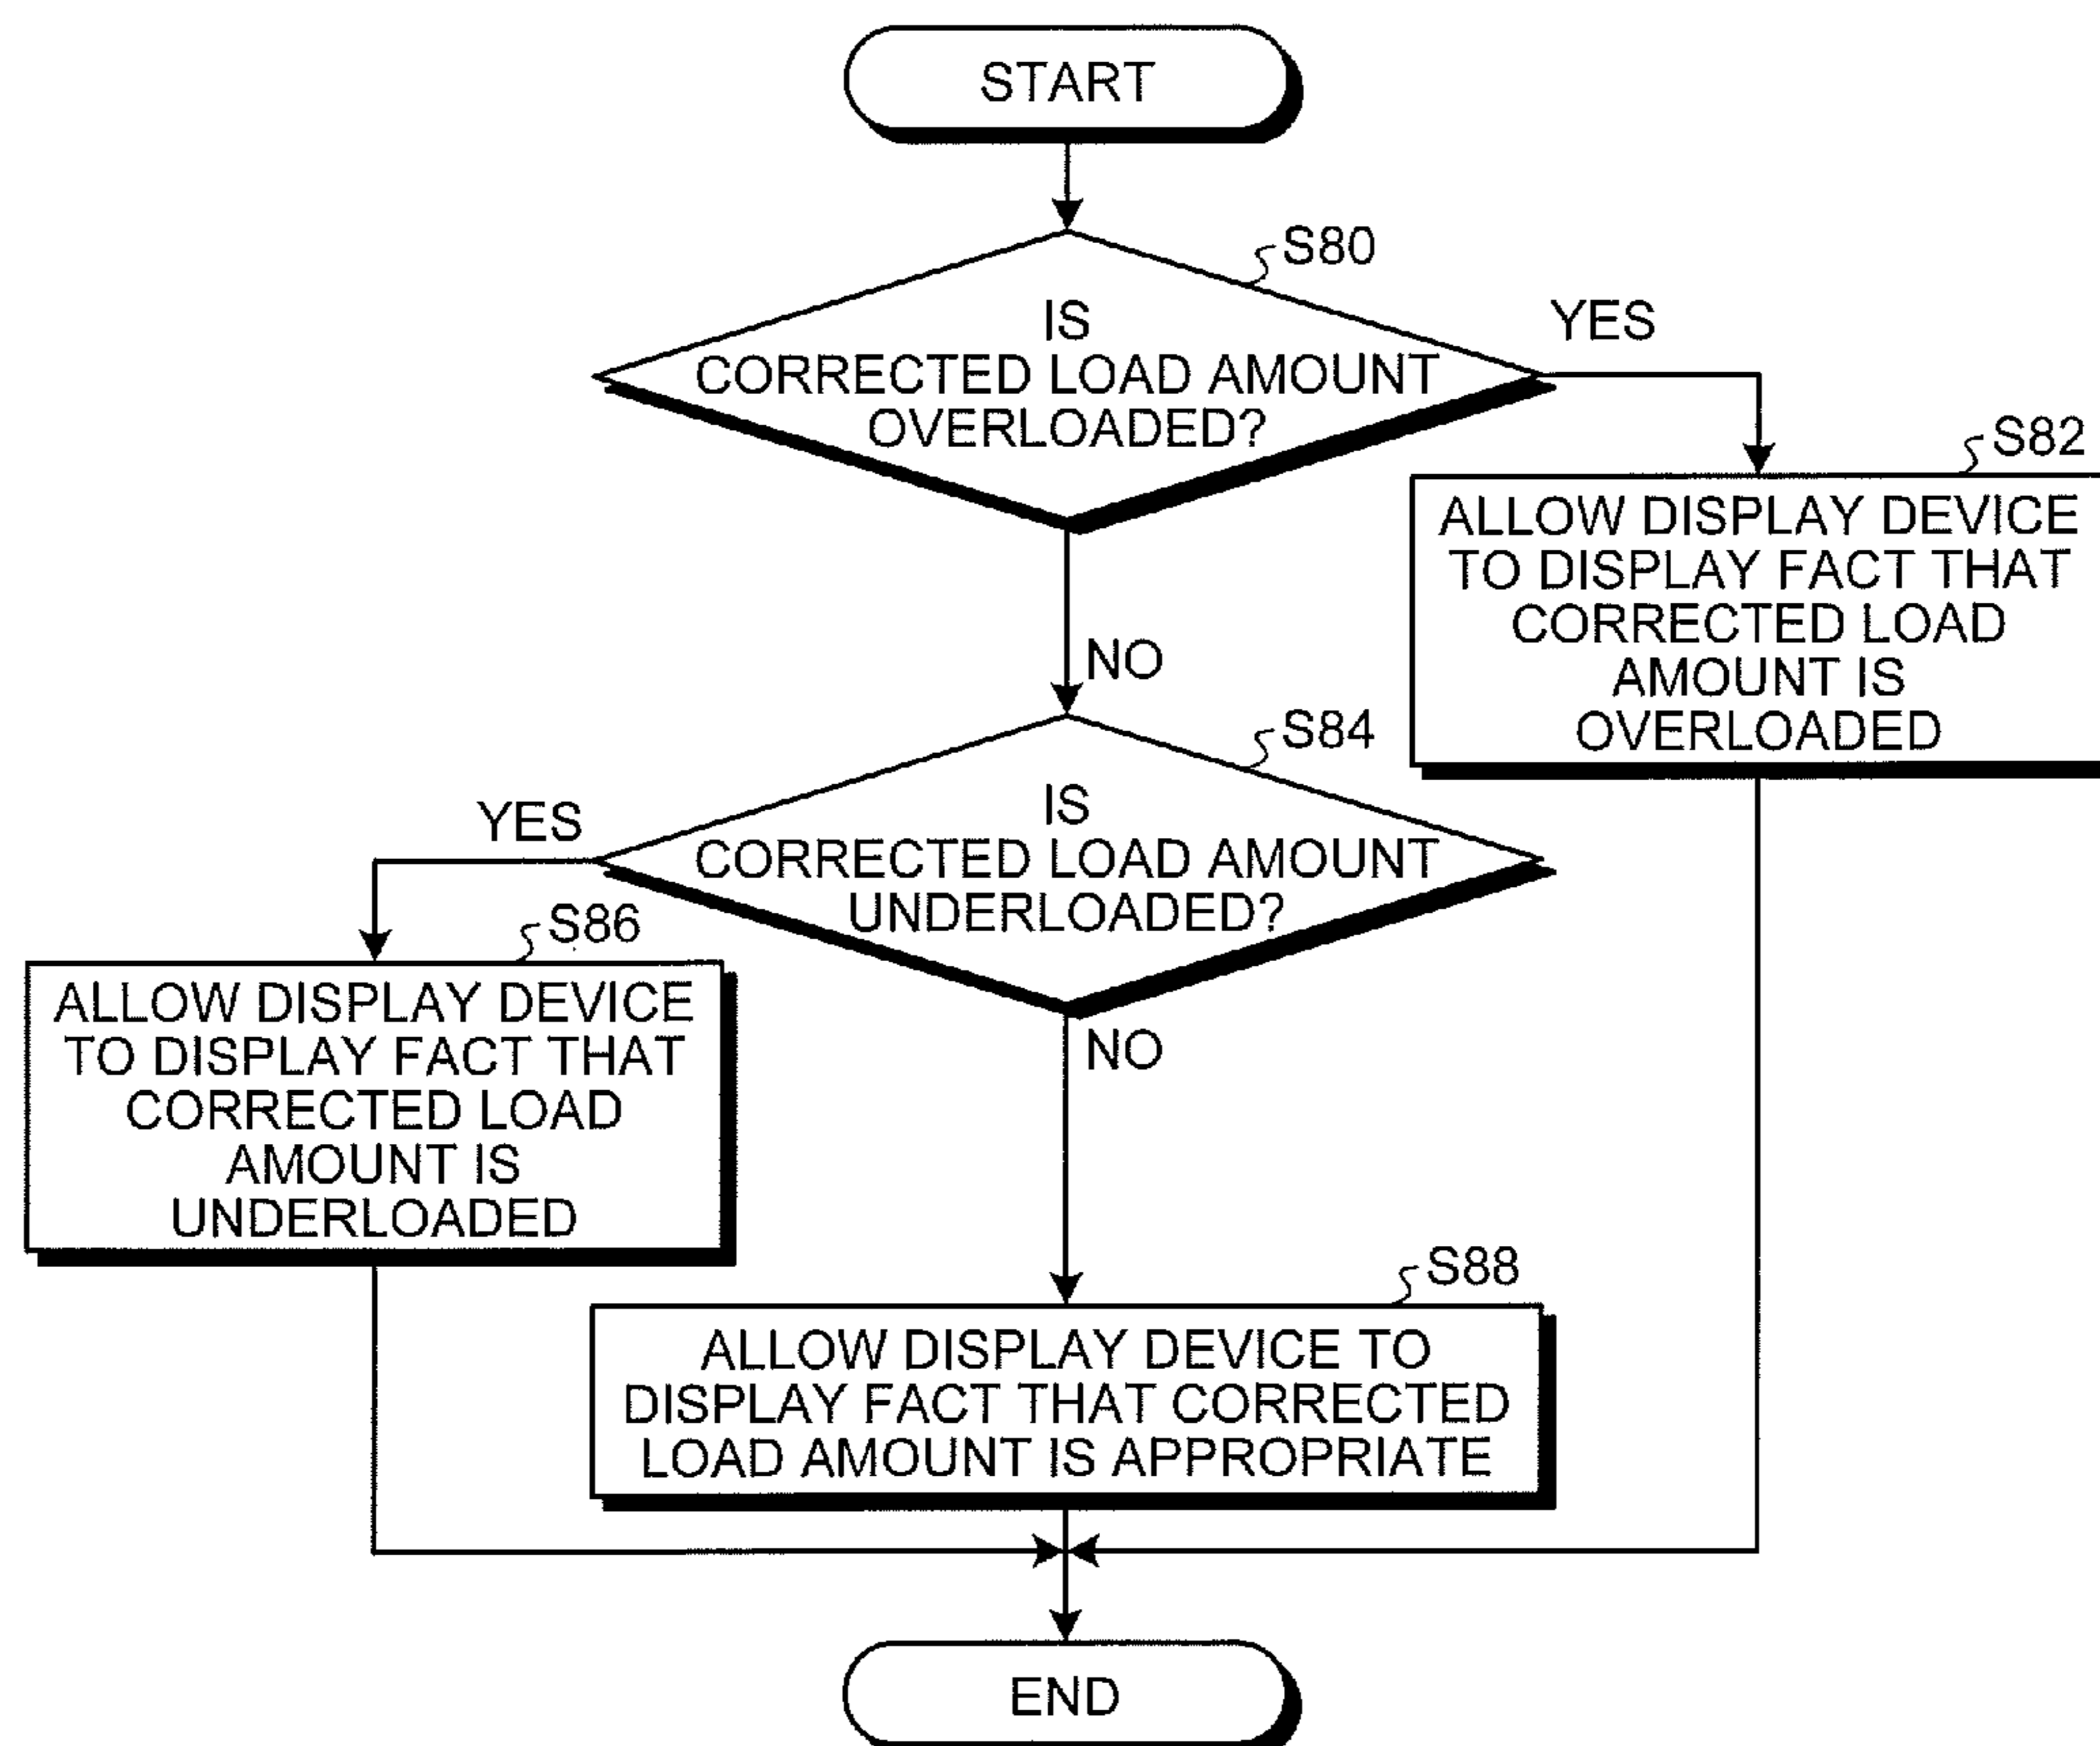 START
S80
IS
CORRECTED LOAD AMOUNT
OVERLOADED?
YES
S82
ALLOW DISPLAY DEVICE
TO DISPLAY FACT THAT
CORRECTED LOAD
AMOUNT IS
OVERLOADED
NO
S84
IS
CORRECTED LOAD AMOUNT
UNDERLOADED?
YES
S86
ALLOW DISPLAY DEVICE
TO DISPLAY FACT THAT
CORRECTED LOAD
AMOUNT IS
UNDERLOADED
NO
S88
ALLOW DISPLAY DEVICE TO
DISPLAY FACT THAT CORRECTED
LOAD AMOUNT IS APPROPRIATE
END